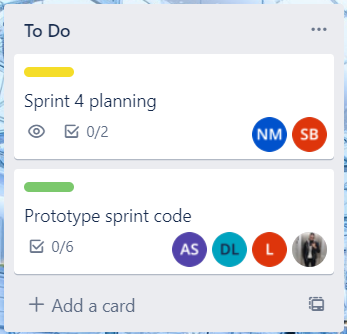 To Do
Sprint 4 planning
0/2
NM SB
Prototype sprint code
0/6
AS DL L
Add a card